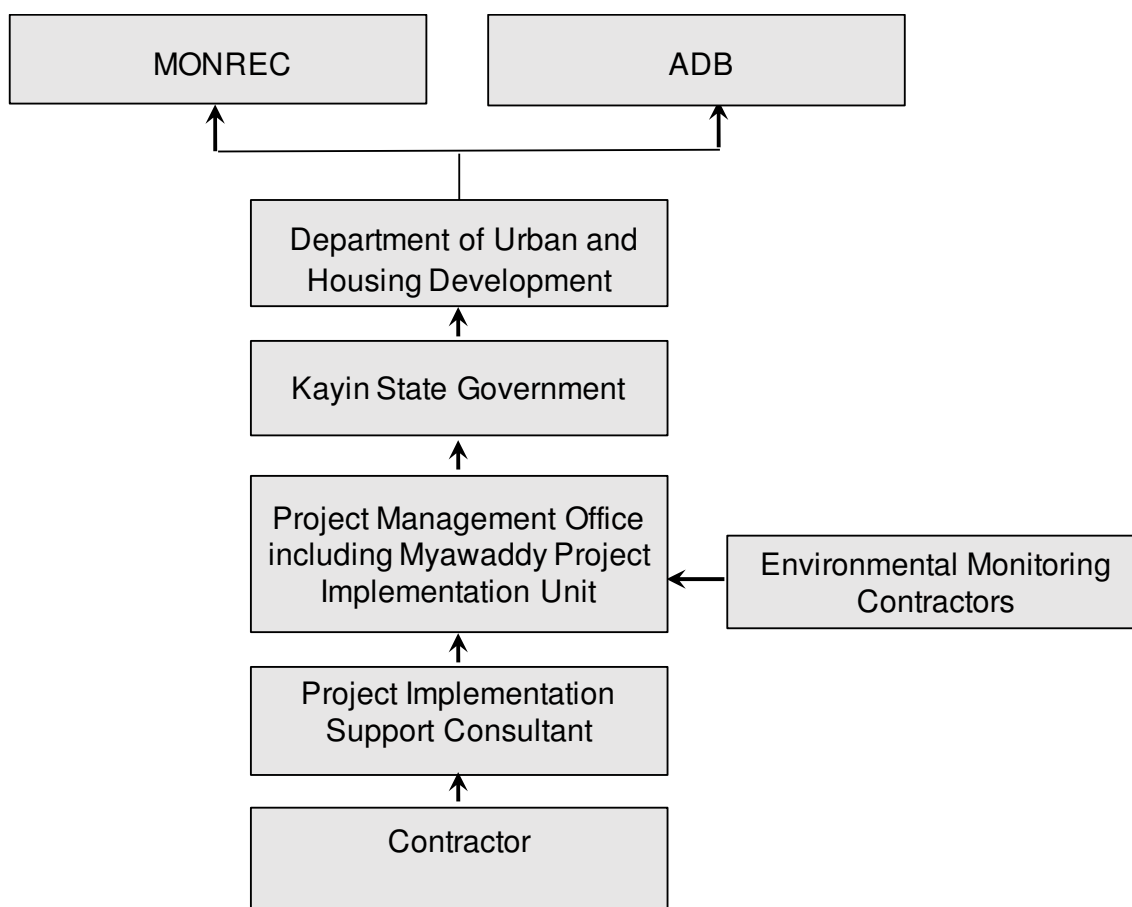 MONREC
ADB
Department of Urban and
Housing Development
Kayin State Government
Project Management Office
including Myawaddy Project
Implementation Unit
Environmental Monitoring
Contractors
Project Implementation
Support Consultant
Contractor